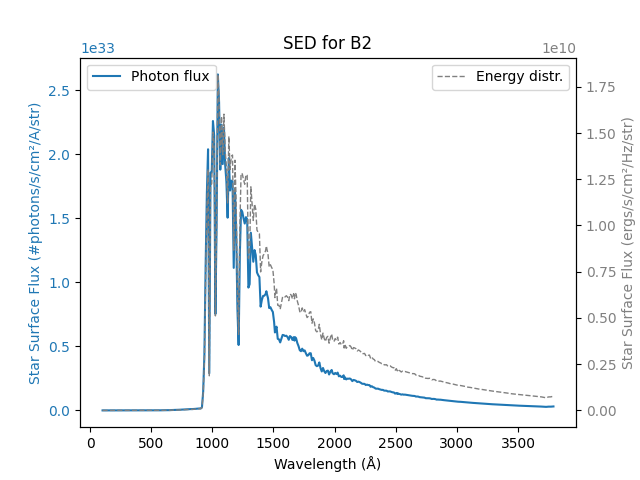 SED for B2
1e33
1e10
Photon flux
Energy distr.
Star Surface Flux (#photons/s/cm²/A/str)
2.5
2.0
1.5
1.0
0.5
0.0
1.75
1.50
1.25
1.00
0.75
0.50
0.25
0.00
Star Surface Flux (ergs/s/cm²/Hz/str)
0 500 1000 1500 2000 2500 3000 3500
Wavelength (Å)